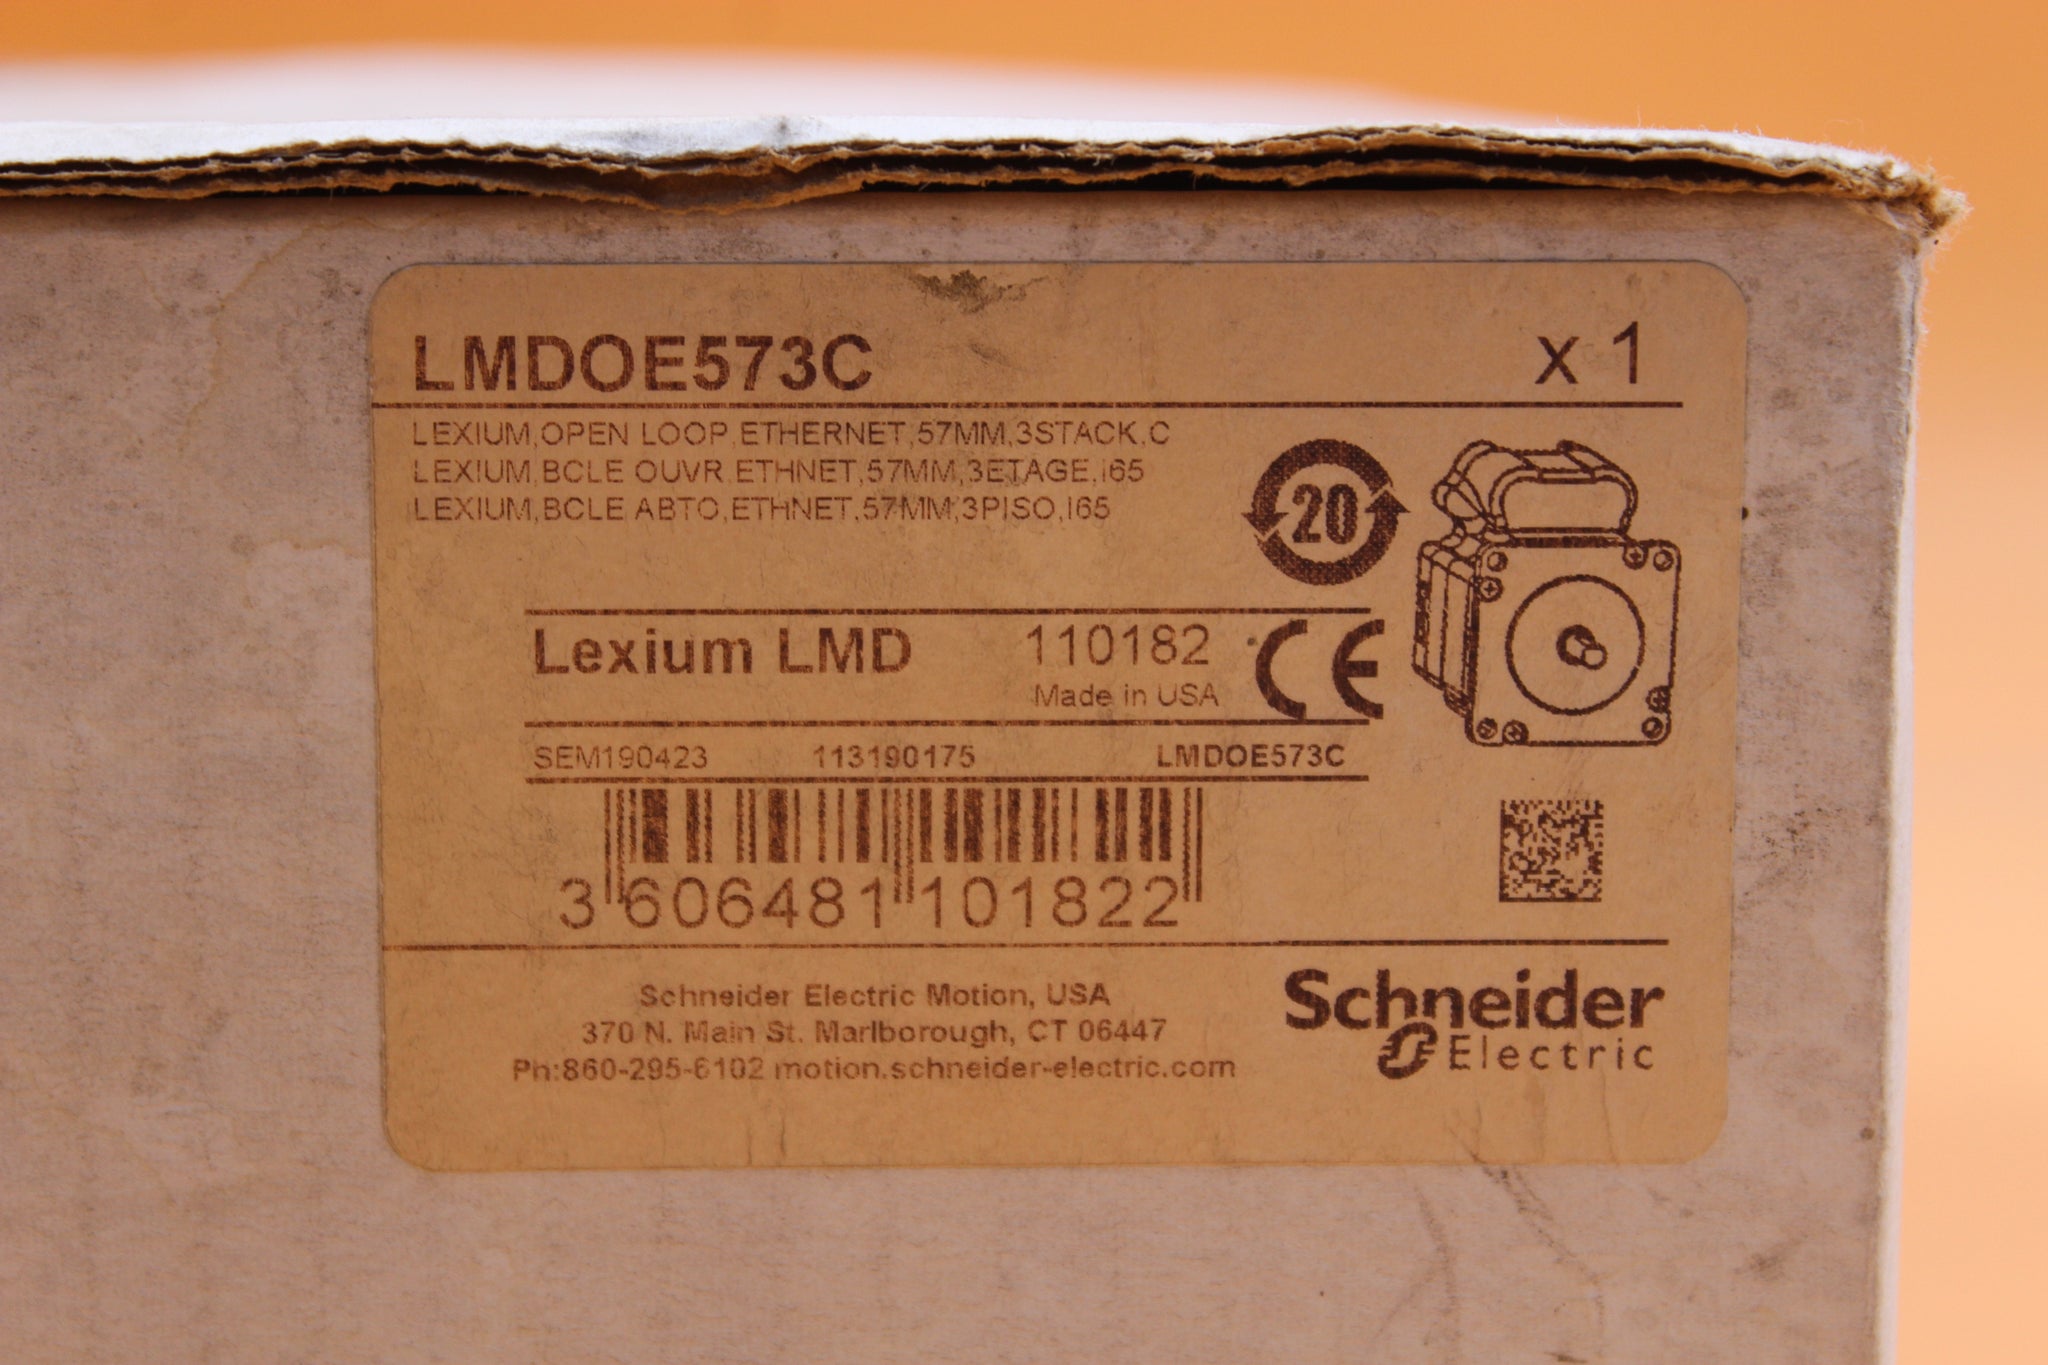 LMDOE573C x 1
LEXIUM,OPEN LOOP,ETHERNET,57MM,3STACK,C
LEXIUM,BCLE OUVR,ETHNET,57MM,3ETAGE,I65
LEXIUM,BCLE ABTO,ETHNET,57MM,3PISO,I65
20
Lexium LMD 110182 CE
Made in USA
SEM190423 113190175 LMDOE573C
3 606481 101822
Schneider Electric Motion, USA
370 N. Main St. Marlborough, CT 06447
Ph:860-295-6102 motion.schneider-electric.com
Schneider
Electric